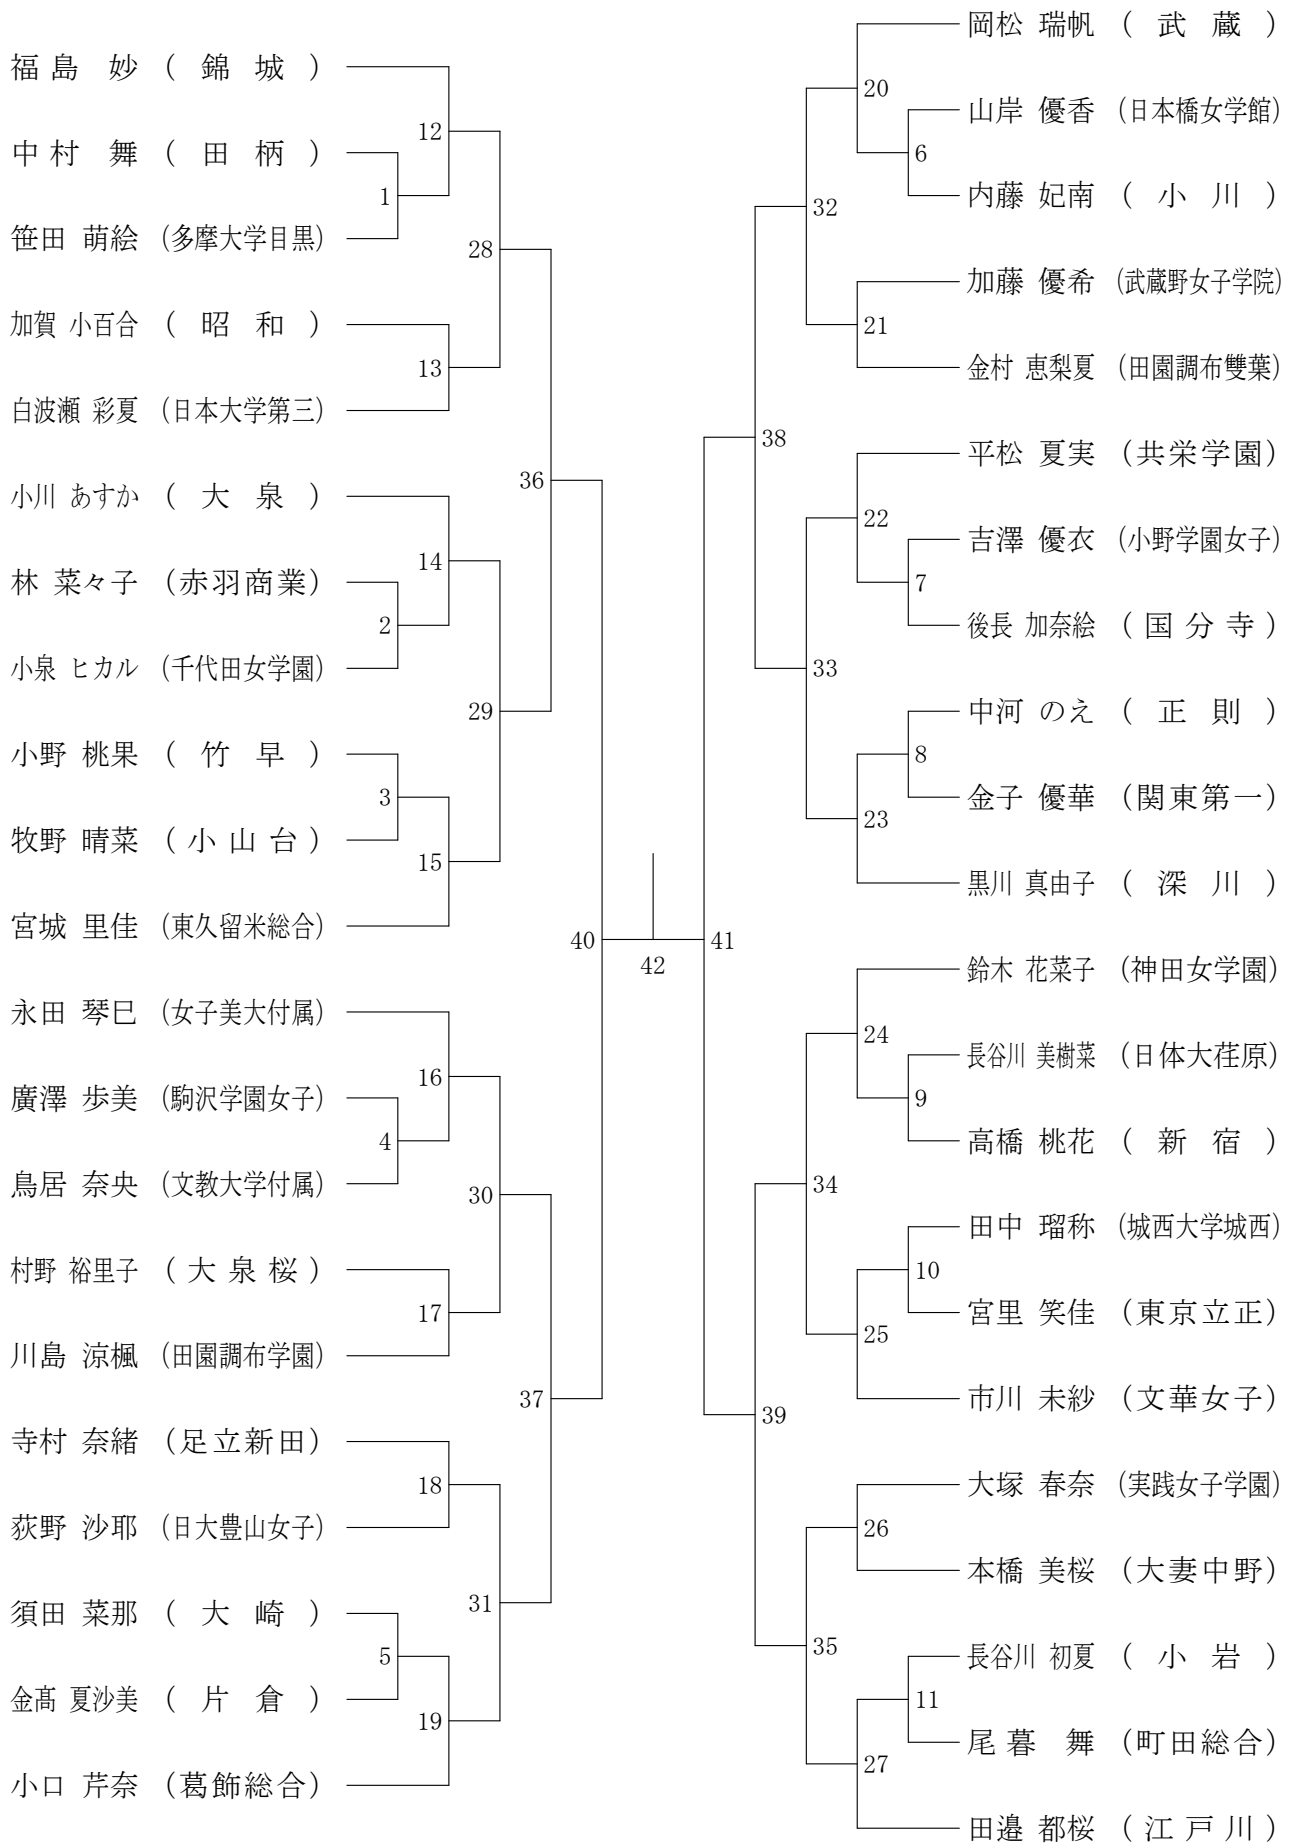 福島 妙 (錦城)
12
中村 舞 (田柄)
1
笹田 萌絵 (多摩大学目黒)
28
加賀 小百合 (昭和)
13
白波瀬 彩夏 (日本大学第三)
36
小川 あすか (大泉)
14
林 菜々子 (赤羽商業)
2
小泉 ヒカル (千代田女学園)
29
小野 桃果 (竹早)
3
牧野 晴菜 (小山台)
15
宮城 里佳 (東久留米総合)
40
永田 琴巳 (女子美大付属)
16
廣澤 歩美 (駒沢学園女子)
4
鳥居 奈央 (文教大学付属)
30
村野 裕里子 (大泉桜)
17
川島 涼楓 (田園調布学園)
37
寺村 奈緒 (足立新田)
18
荻野 沙耶 (日大豊山女子)
31
須田 菜那 (大崎)
5
金髙 夏沙美 (片倉)
19
小口 芹奈 (葛飾総合)
42
岡松 瑞帆 (武蔵)
20
山岸 優香 (日本橋女学館)
6
内藤 妃南 (小川)
32
加藤 優希 (武蔵野女子学院)
21
金村 恵梨夏 (田園調布雙葉)
38
平松 夏実 (共栄学園)
22
吉澤 優衣 (小野学園女子)
7
後長 加奈絵 (国分寺)
33
中河 のえ (正則)
8
金子 優華 (関東第一)
23
黒川 真由子 (深川)
41
鈴木 花菜子 (神田女学園)
24
長谷川 美樹菜 (日体大荏原)
9
高橋 桃花 (新宿)
34
田中 瑠称 (城西大学城西)
10
宮里 笑佳 (東京立正)
25
市川 未紗 (文華女子)
39
大塚 春奈 (実践女子学園)
26
本橋 美桜 (大妻中野)
35
長谷川 初夏 (小岩)
11
尾暮 舞 (町田総合)
27
田邉 都桜 (江戸川)